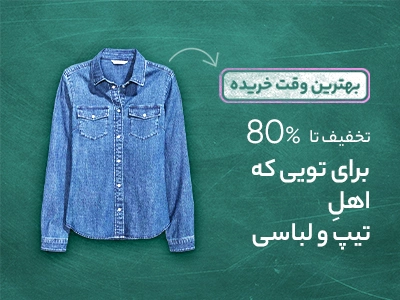 بهترین وقت خریده
تخفیف تا 80%
برای تویی که
اهلِ
تیپ و لباسی